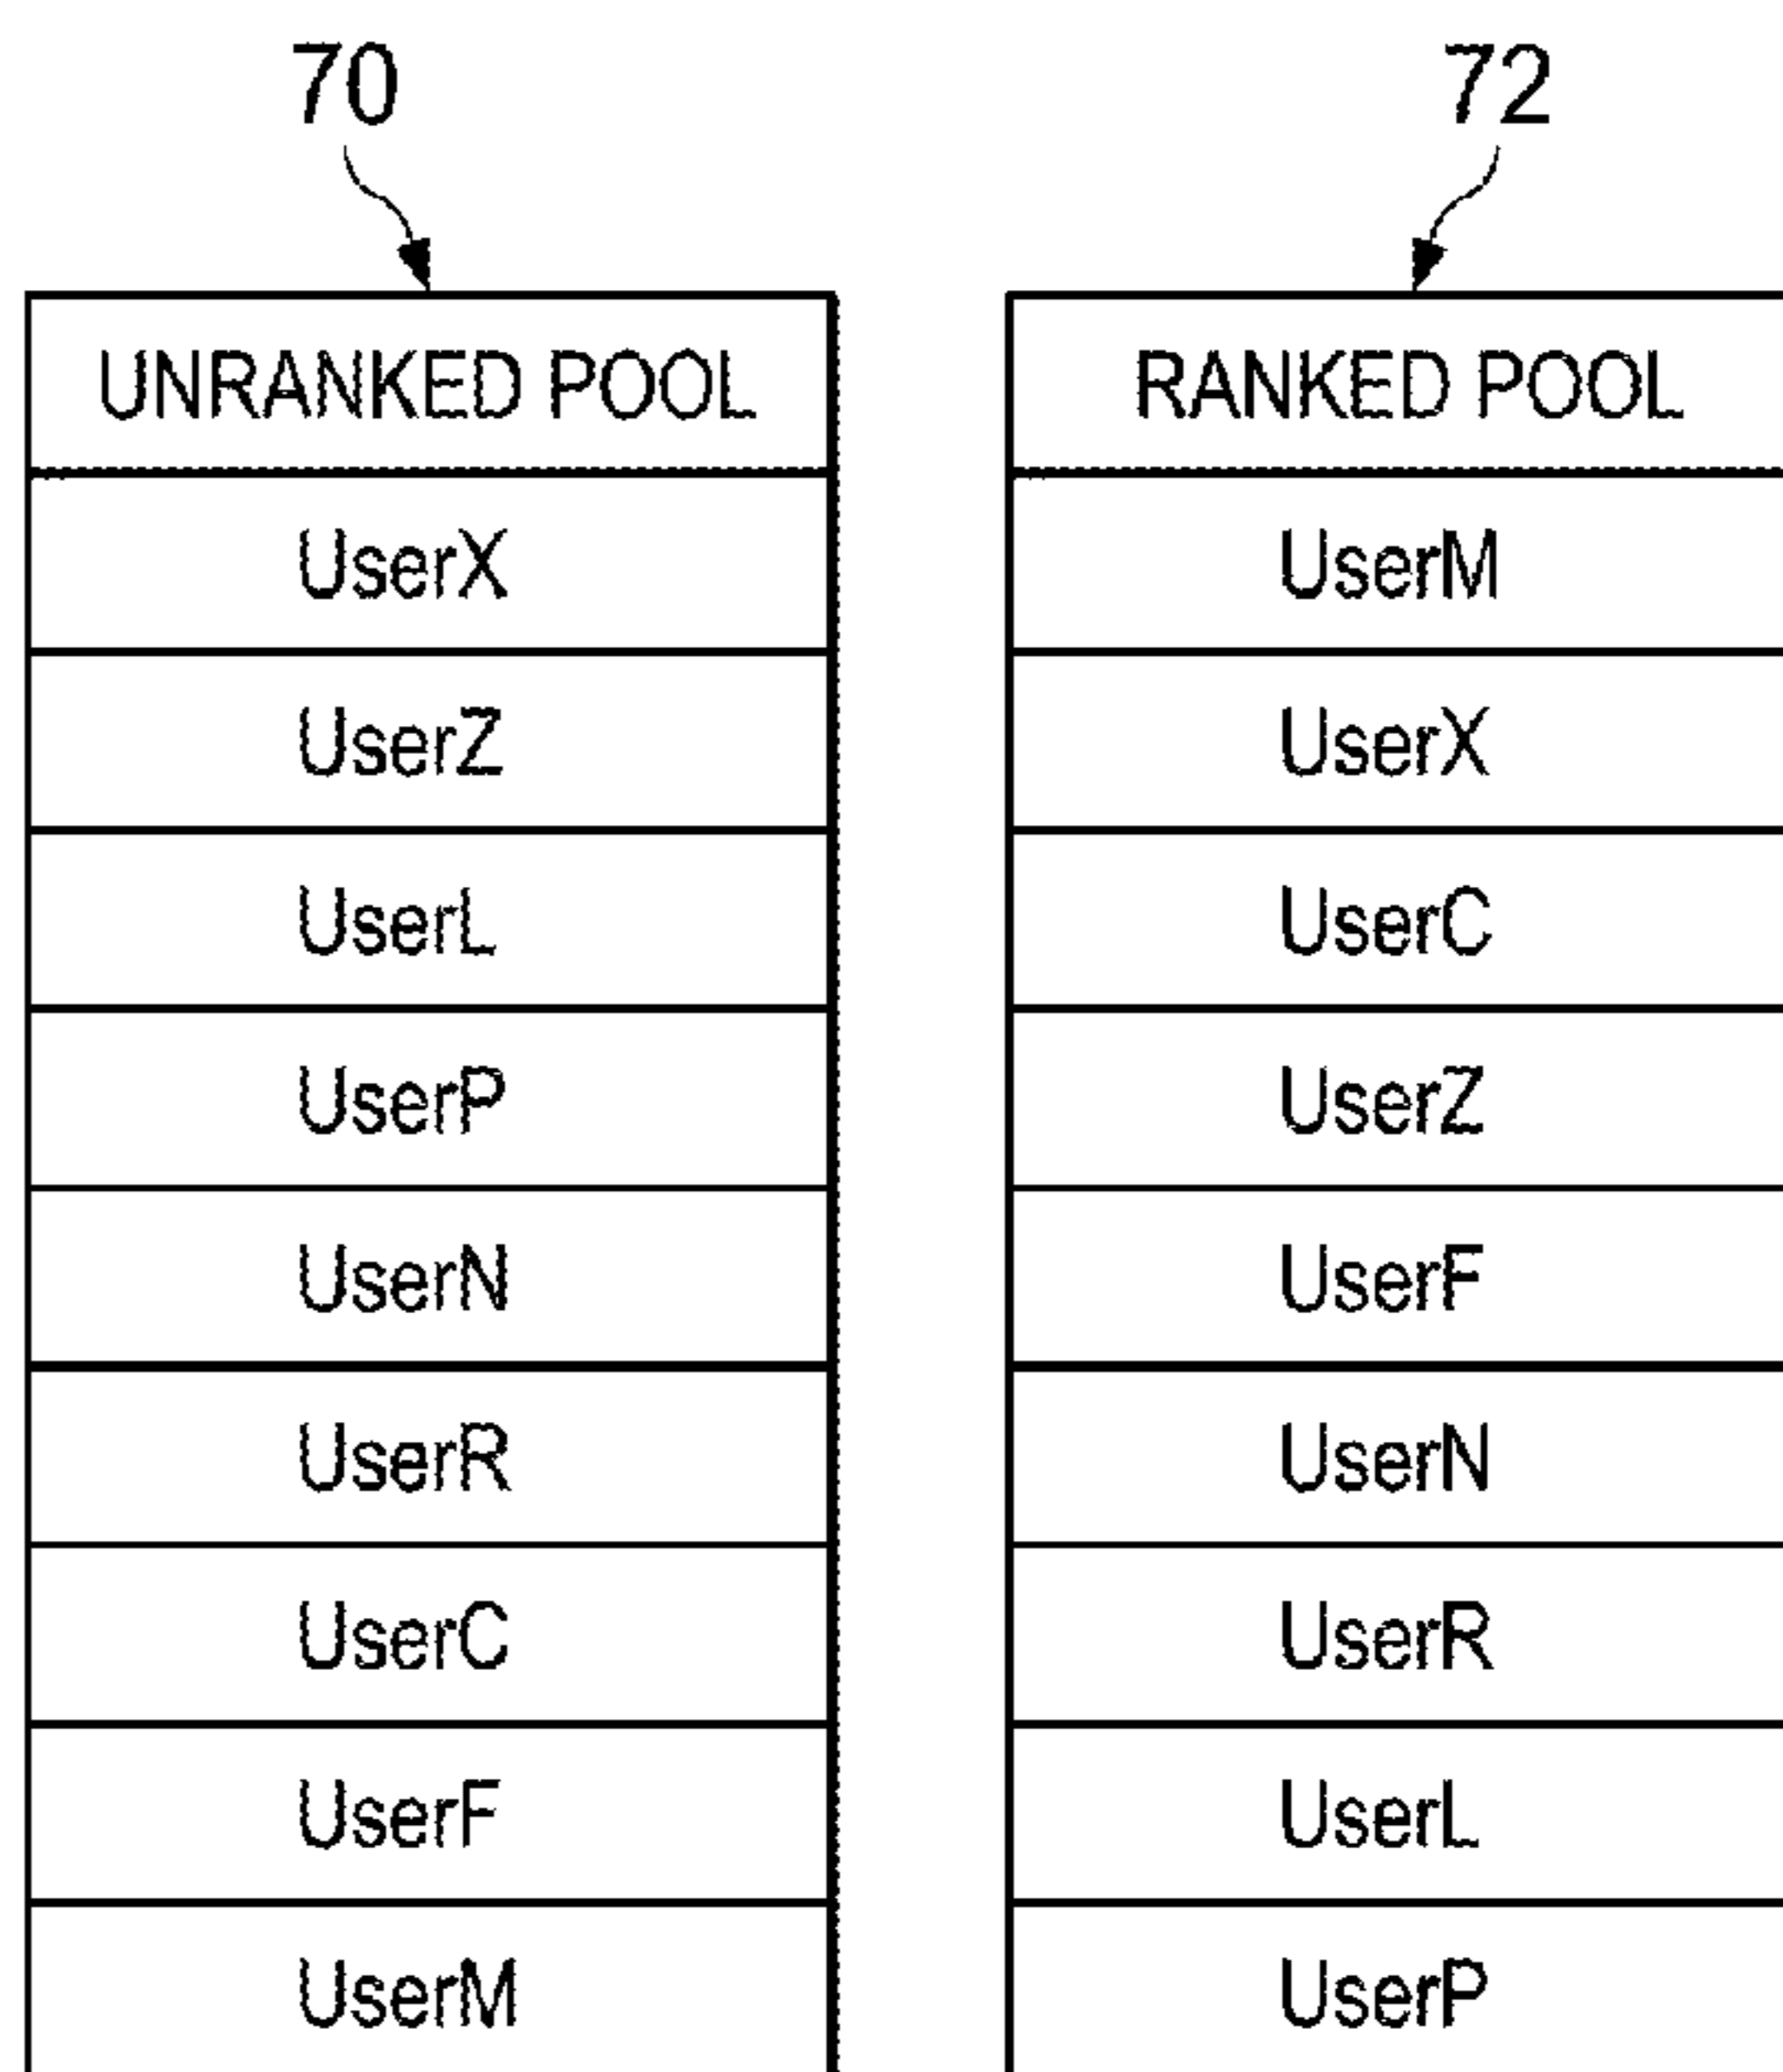 70 72
UNRANKED POOL RANKED POOL
UserX UserM
UserZ UserX
UserL UserC
UserP UserZ
UserN UserF
UserR UserN
UserC UserR
UserF UserL
UserM UserP